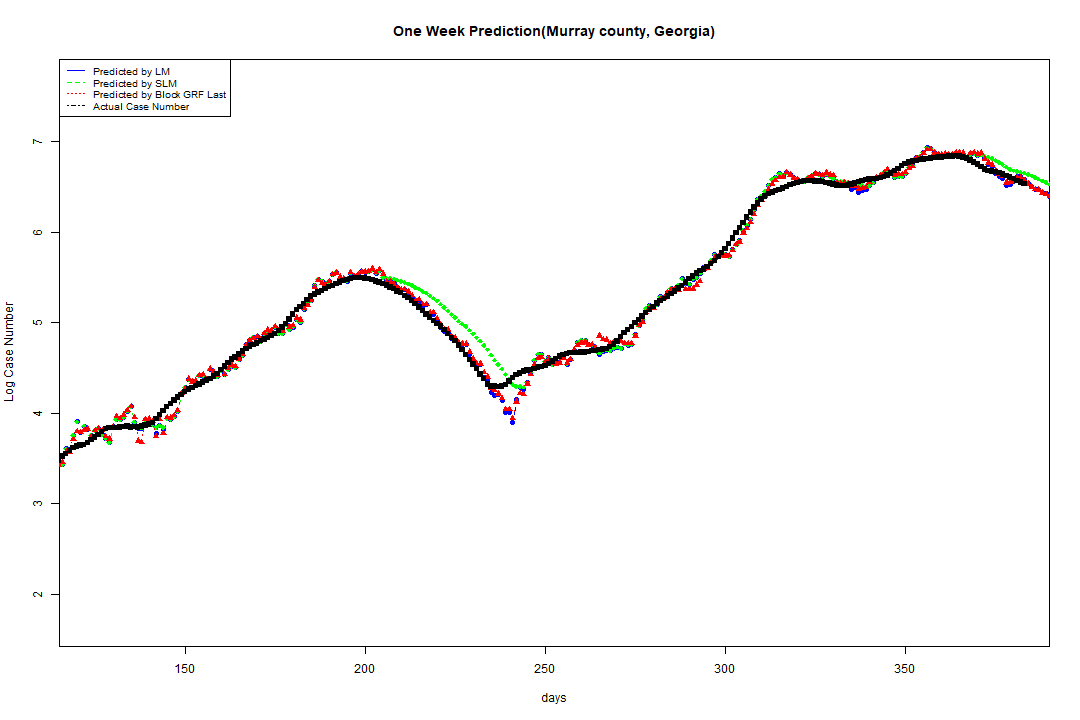 One Week Prediction(Murray county, Georgia)
Predicted by LM
Predicted by SLM
Predicted by Block GRF Last
Actual Case Number
7
6
5
4
3
2
Log Case Number
150 200 250 300 350
days